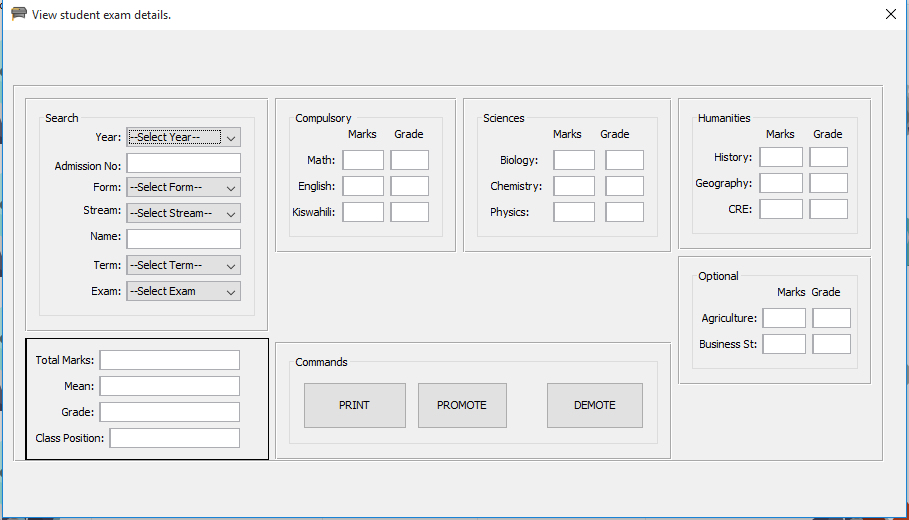 View student exam details.
Search
Year: --Select Year--
Admission No:
Form: --Select Form--
Stream: --Select Stream--
Name:
Term: --Select Term--
Exam: --Select Exam
Compulsory
Marks Grade
Math:
English:
Kiswahili:
Sciences
Marks Grade
Biology:
Chemistry:
Physics:
Humanities
Marks Grade
History:
Geography:
CRE:
Optional
Marks Grade
Agriculture:
Business St:
Total Marks:
Mean:
Grade:
Class Position:
Commands
PRINT PROMOTE DEMOTE